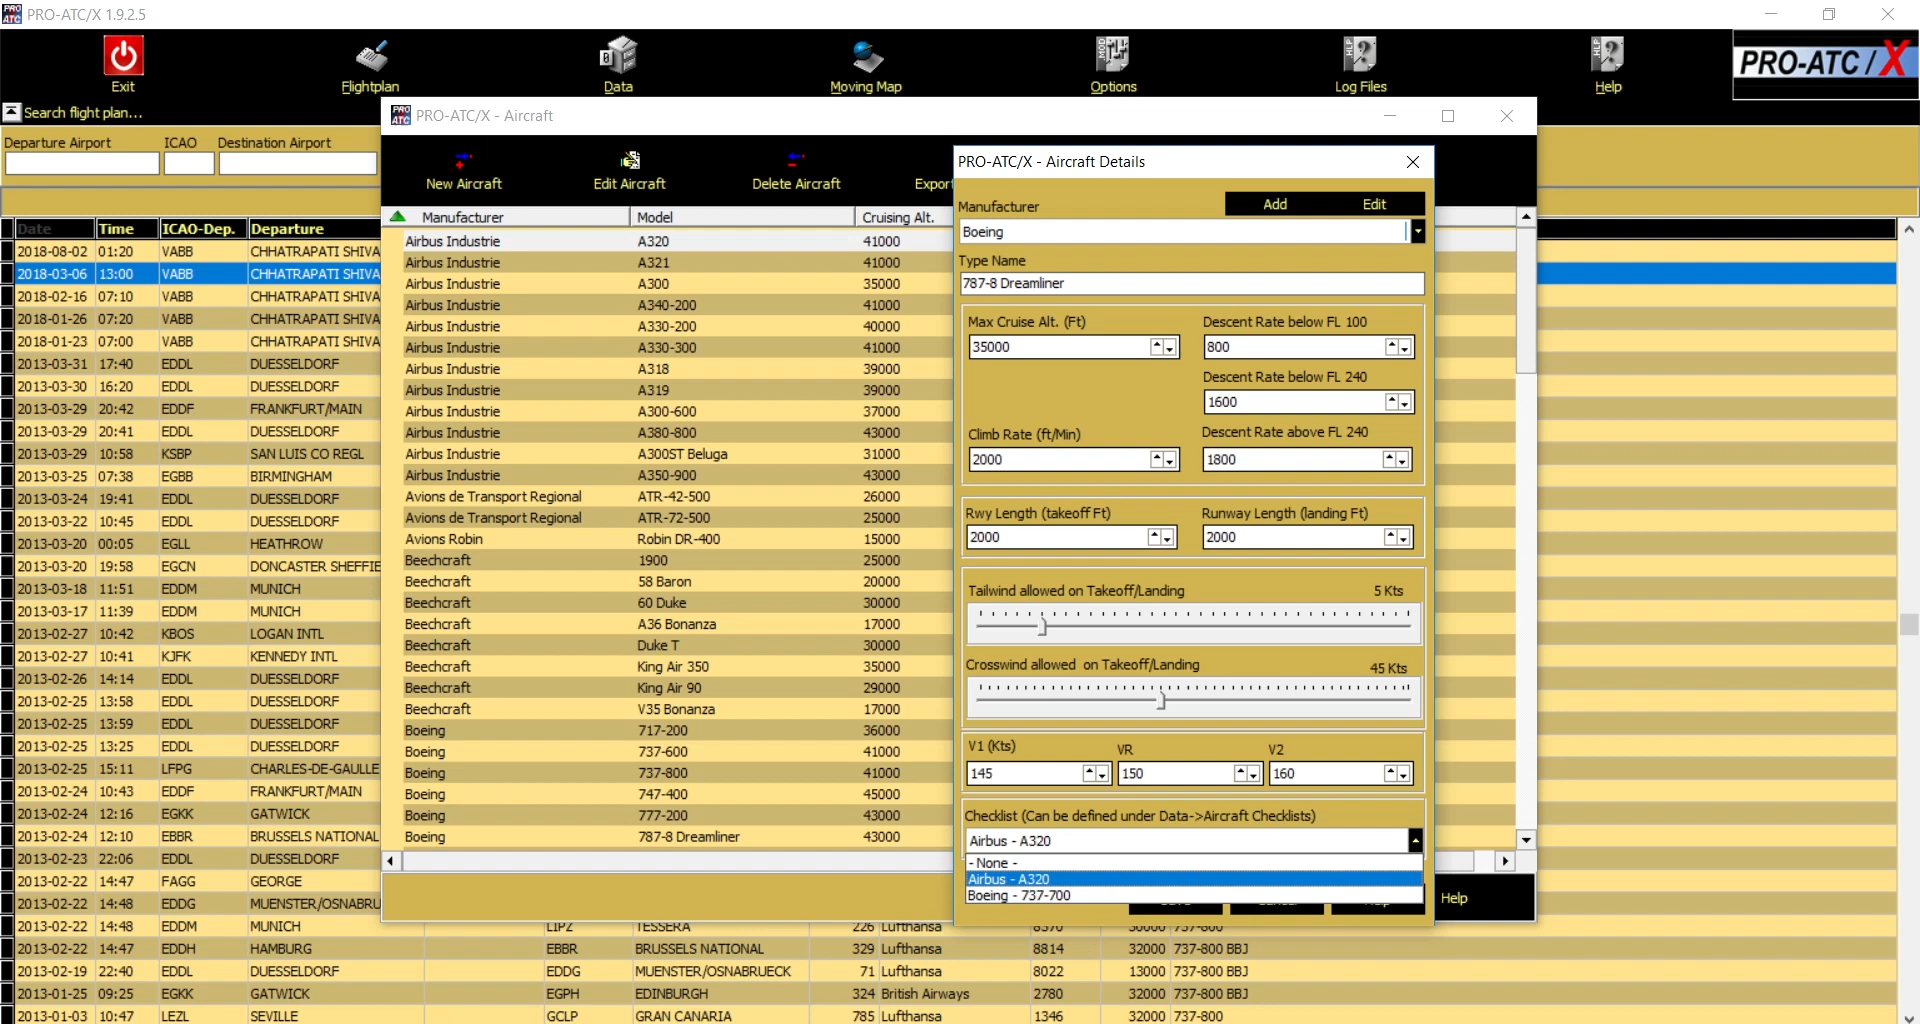 PRO-ATC/X 1.9.2.5
Exit
Flightplan
Data
Moving Map
Options
Log Files
Help
PRO-ATC/X
Search flight plan...
Departure Airport ICAO Destination Airport
Date Time ICAO-Dep. Departure
2018-08-02 01:20 VABB CHHATRAPATI SHIVA
2018-03-06 13:00 VABB CHHATRAPATI SHIVA
2018-02-16 07:10 VABB CHHATRAPATI SHIVA
2018-01-26 07:20 VABB CHHATRAPATI SHIVA
2018-01-23 07:00 VABB CHHATRAPATI SHIVA
2013-03-31 17:40 EDDL DUESSELDORF
2013-03-30 16:20 EDDL DUESSELDORF
2013-03-29 20:42 EDDF FRANKFURT/MAIN
2013-03-29 20:41 EDDL DUESSELDORF
2013-03-29 10:58 KSBP SAN LUIS CO REGL
2013-03-25 07:38 EGBB BIRMINGHAM
2013-03-24 19:41 EDDL DUESSELDORF
2013-03-22 10:45 EDDL DUESSELDORF
2013-03-20 00:05 EGLL HEATHROW
2013-03-20 19:58 EGCN DONCASTER SHEFFIE
2013-03-18 11:51 EDDM MUNICH
2013-03-17 11:39 EDDM MUNICH
2013-02-27 10:42 KBOS LOGAN INTL
2013-02-27 10:41 KJFK KENNEDY INTL
2013-02-26 14:14 EDDL DUESSELDORF
2013-02-25 13:58 EDDL DUESSELDORF
2013-02-25 13:59 EDDL DUESSELDORF
2013-02-25 13:25 EDDL DUESSELDORF
2013-02-25 15:11 LFPG CHARLES-DE-GAULLE
2013-02-24 10:43 EDDF FRANKFURT/MAIN
2013-02-24 12:16 EGKK GATWICK
2013-02-24 12:10 EBBR BRUSSELS NATIONAL
2013-02-23 22:06 EDDL DUESSELDORF
2013-02-22 14:47 FAGG GEORGE
2013-02-22 14:48 EDDG MUENSTER/OSNABRU
2013-02-22 14:48 EDDM MUNICH LIPZ TESSERA 226 Lufthansa 8370 30000 737-800
2013-02-22 14:47 EDDH HAMBURG EBBR BRUSSELS NATIONAL 329 Lufthansa 8814 32000 737-800 BBJ
2013-02-19 22:40 EDDL DUESSELDORF EDDG MUENSTER/OSNABRUECK 71 Lufthansa 8022 13000 737-800 BBJ
2013-01-25 09:25 EGKK GATWICK EGPH EDINBURGH 324 British Airways 2780 32000 737-800 BBJ
2013-01-03 10:47 LEZL SEVILLE GCLP GRAN CANARIA 785 Lufthansa 1346 32000 737-800
PRO-ATC/X - Aircraft
New Aircraft
Edit Aircraft
Delete Aircraft
Export
Manufacturer Model Cruising Alt.
Airbus Industrie A320 41000
Airbus Industrie A321 41000
Airbus Industrie A300 35000
Airbus Industrie A340-200 41000
Airbus Industrie A330-200 40000
Airbus Industrie A330-300 41000
Airbus Industrie A318 39000
Airbus Industrie A319 39000
Airbus Industrie A300-600 37000
Airbus Industrie A380-800 43000
Airbus Industrie A300ST Beluga 31000
Airbus Industrie A350-900 43000
Avions de Transport Regional ATR-42-500 26000
Avions de Transport Regional ATR-72-500 25000
Avions Robin Robin DR-400 15000
Beechcraft 1900 25000
Beechcraft 58 Baron 20000
Beechcraft 60 Duke 30000
Beechcraft A36 Bonanza 17000
Beechcraft Duke T 30000
Beechcraft King Air 350 35000
Beechcraft King Air 90 29000
Beechcraft V35 Bonanza 17000
Boeing 717-200 36000
Boeing 737-600 41000
Boeing 737-800 41000
Boeing 747-400 45000
Boeing 777-200 43000
Boeing 787-8 Dreamliner 43000
Help
PRO-ATC/X - Aircraft Details
Manufacturer Add Edit
Boeing
Type Name
787-8 Dreamliner
Max Cruise Alt. (Ft) Descent Rate below FL 100
35000 800
Descent Rate below FL 240
1600
Climb Rate (ft/Min) Descent Rate above FL 240
2000 1800
Rwy Length (takeoff Ft) Runway Length (landing Ft)
2000 2000
Tailwind allowed on Takeoff/Landing 5 Kts
Crosswind allowed on Takeoff/Landing 45 Kts
V1 (Kts) VR V2
145 150 160
Checklist (Can be defined under Data->Aircraft Checklists)
Airbus - A320
- None -
Airbus - A320
Boeing - 737-700